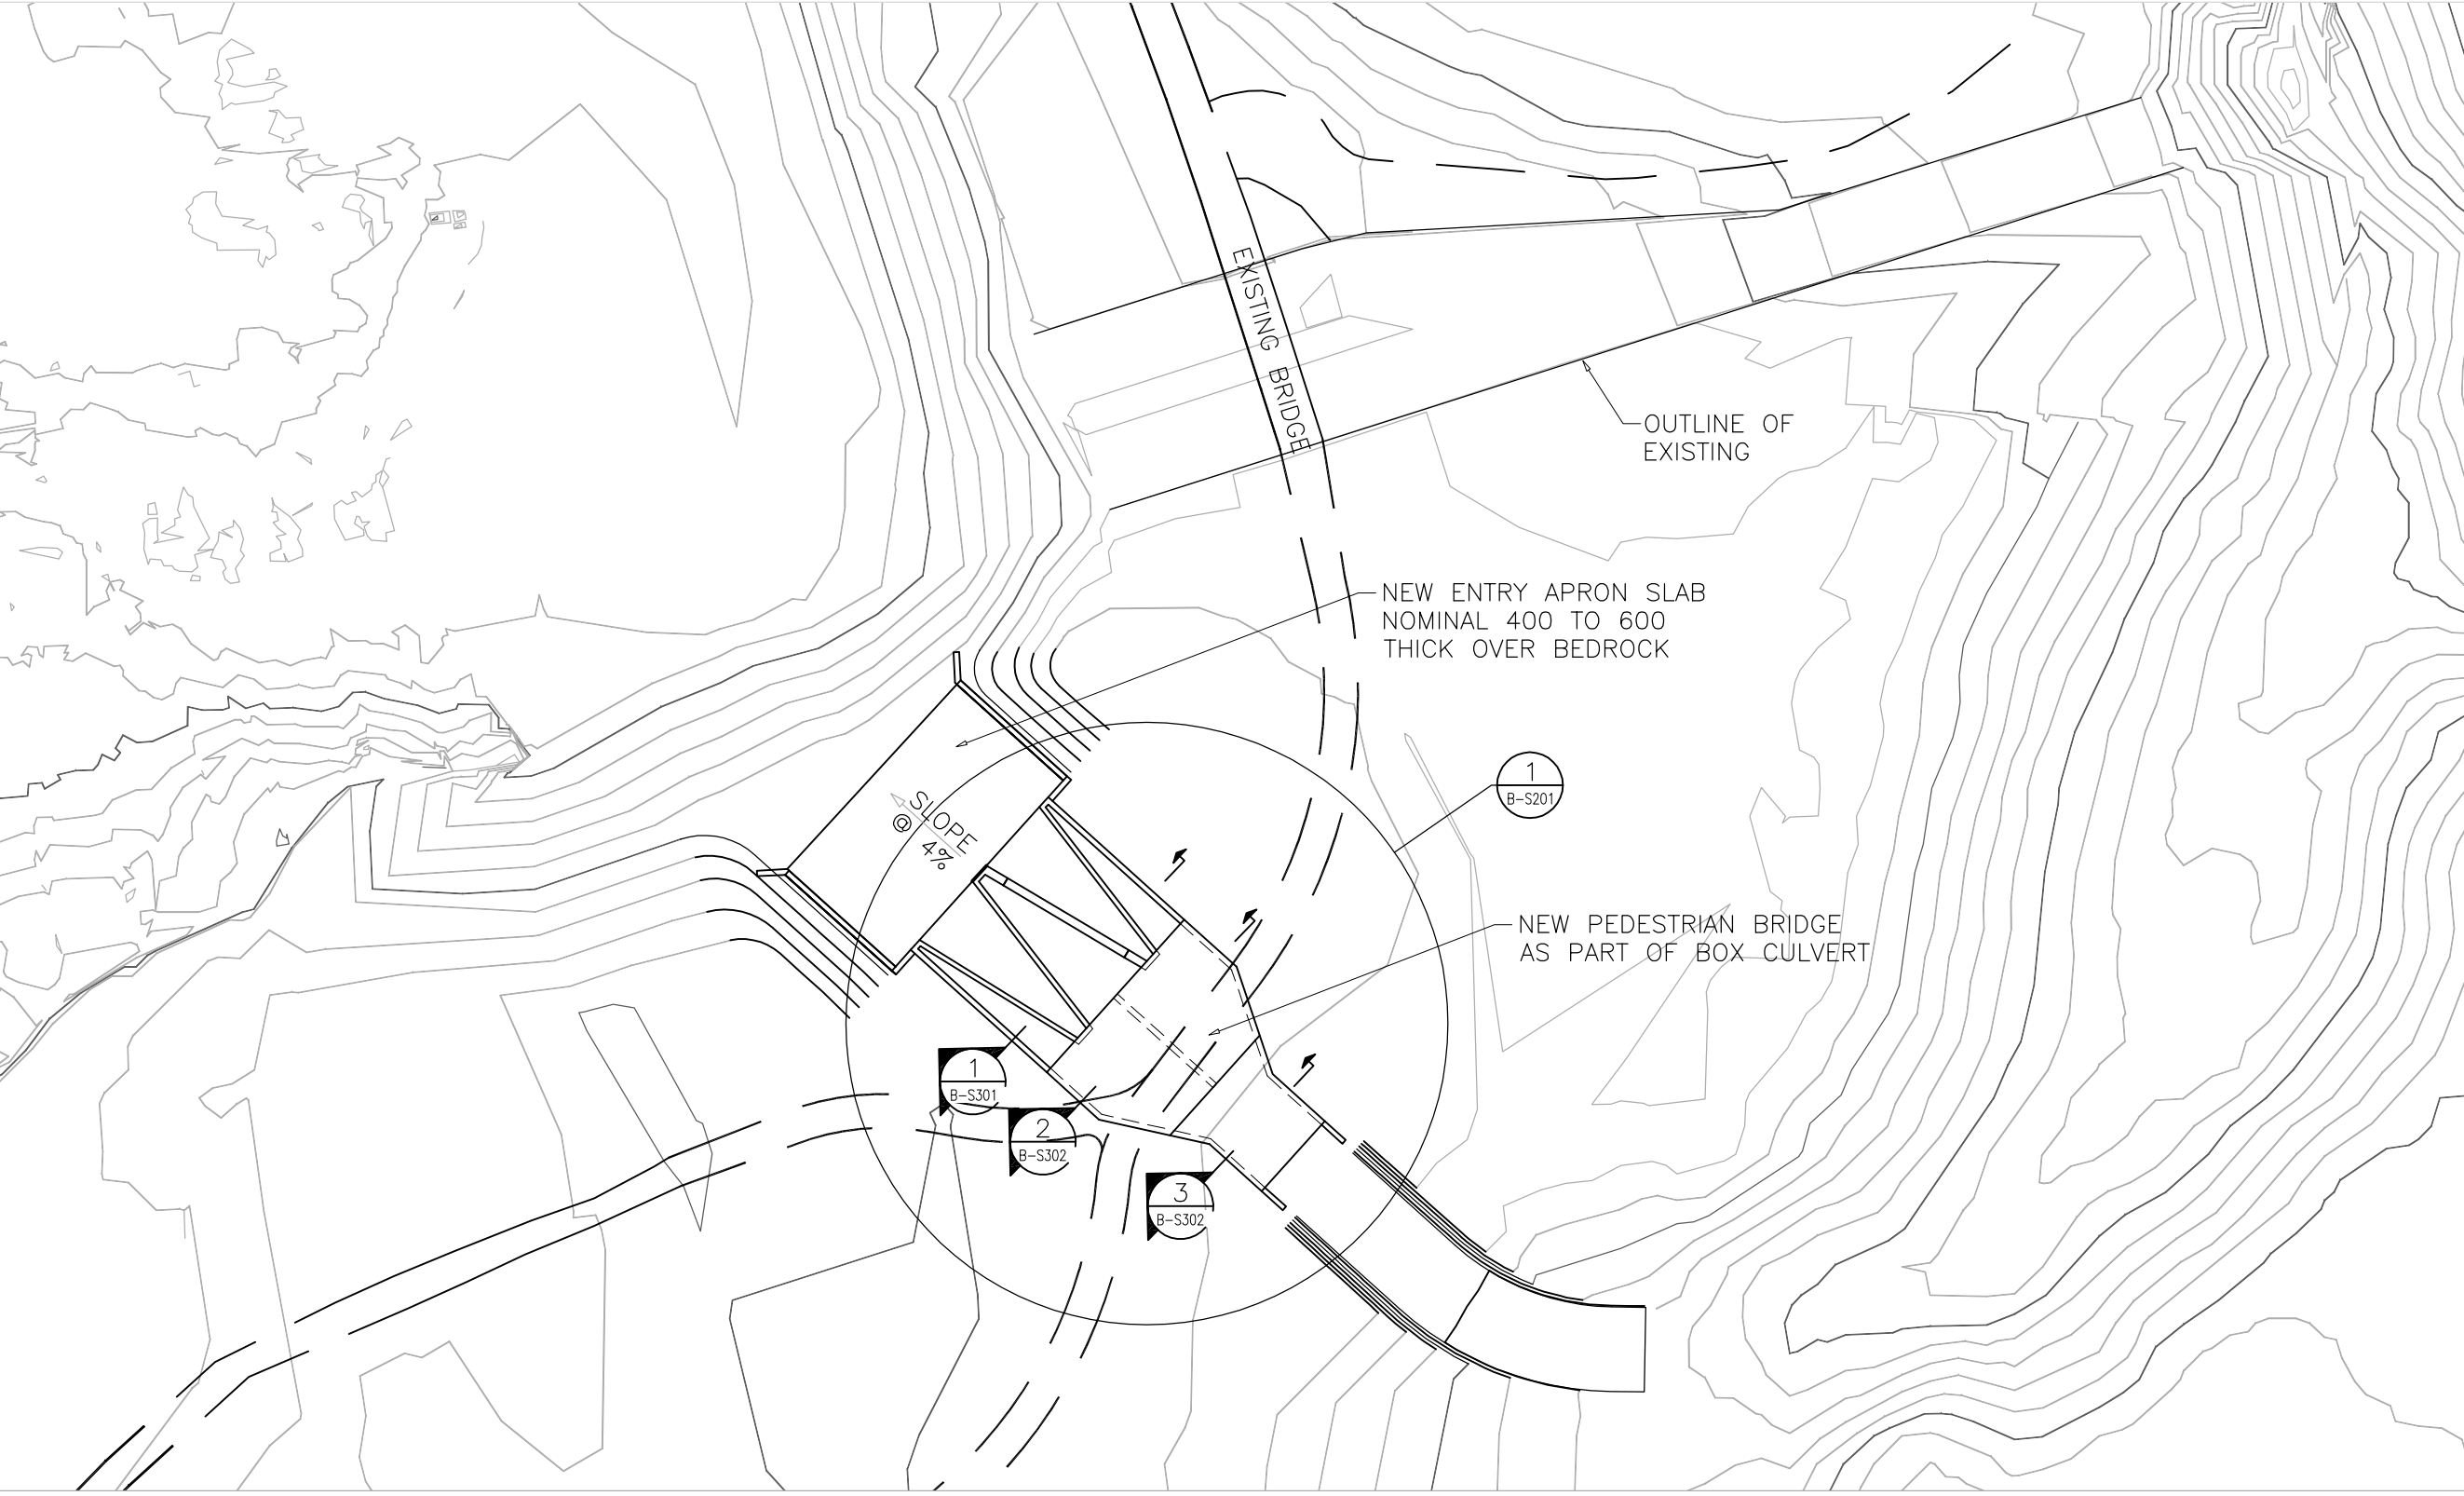 EXISTING BRIDGE
OUTLINE OF
EXISTING
NEW ENTRY APRON SLAB
NOMINAL 400 TO 600
THICK OVER BEDROCK
1
B-S201
SLOPE
@ 4%
NEW PEDESTRIAN BRIDGE
AS PART OF BOX CULVERT
1
B-S301
2
B-S302
3
B-S302